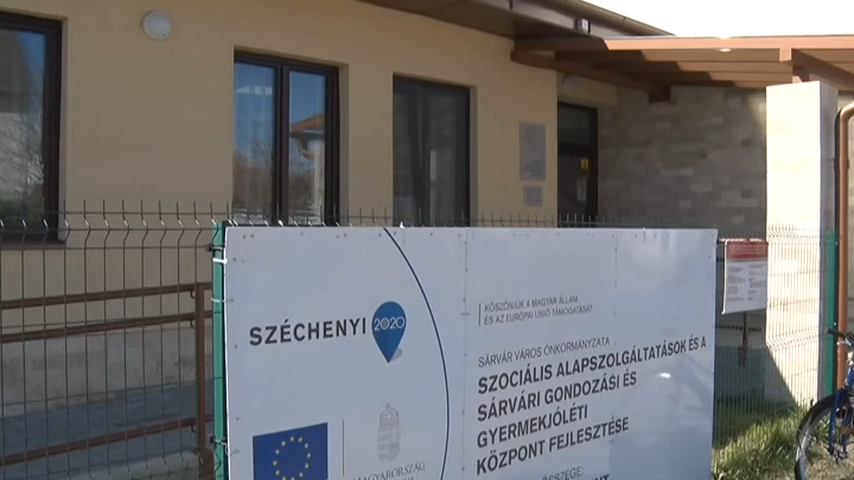 SZÉCHENYI 2020
KÖSZÖNJÜK A MAGYAR ÁLLAM
ÉS AZ EURÓPAI UNIÓ TÁMOGATÁSÁT.
SÁRVÁR VÁROS ÖNKORMÁNYZATA
SZOCIÁLIS ALAPSZOLGÁLTATÁSOK ÉS A
SÁRVÁRI GONDOZÁSI ÉS
GYERMEKJÓLÉTI
KÖZPONT FEJLESZTÉSE
MAGYARORSZÁG